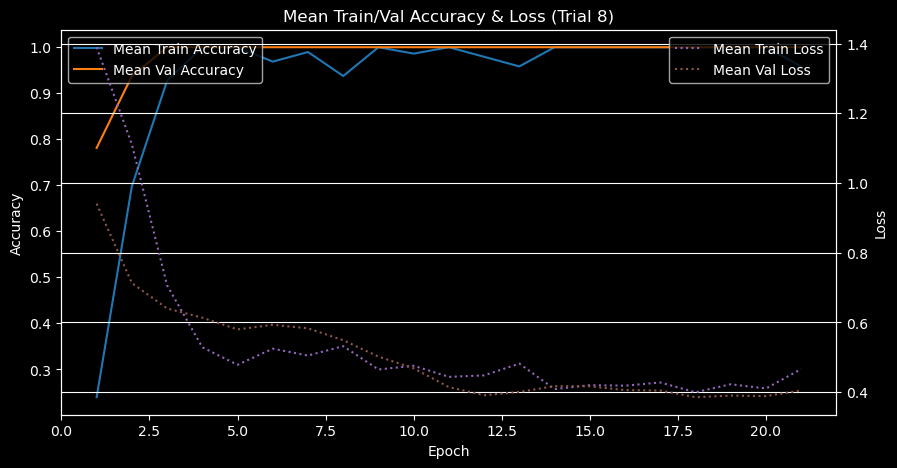 Mean Train/Val Accuracy & Loss (Trial 8)
Mean Train Accuracy
Mean Val Accuracy
Mean Train Loss
Mean Val Loss
1.0
0.9
0.8
0.7
0.6
0.5
0.4
0.3
Accuracy
1.4
1.2
1.0
0.8
0.6
0.4
Loss
0.0 2.5 5.0 7.5 10.0 12.5 15.0 17.5 20.0
Epoch